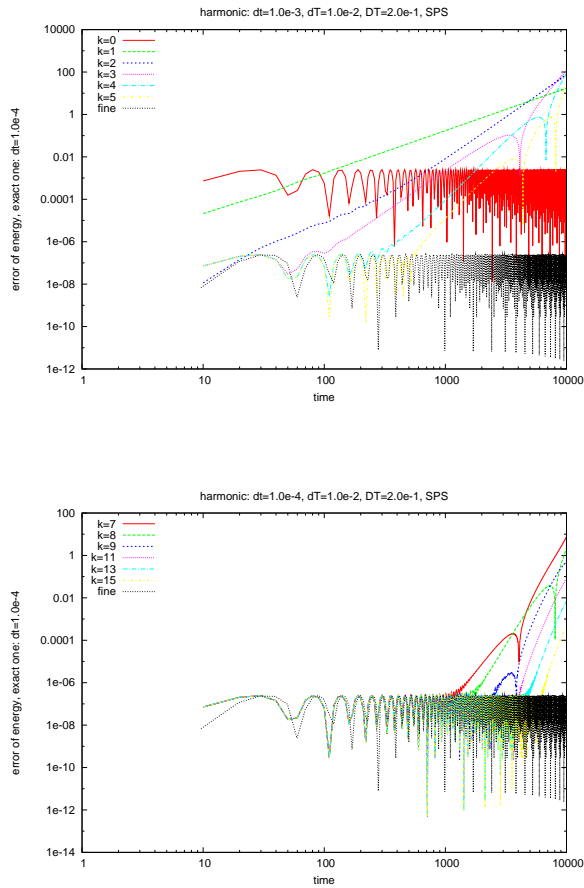 harmonic: dt=1.0e-3, dT=1.0e-2, DT=2.0e-1, SPS
10000
100
1
0.01
0.0001
1e-06
1e-08
1e-10
1e-12
k=0
k=1
k=2
k=3
k=4
k=5
fine
error of energy, exact one: dt=1.0e-4
1 10 100 1000 10000
time
harmonic: dt=1.0e-4, dT=1.0e-2, DT=2.0e-1, SPS
100
1
0.01
0.0001
1e-06
1e-08
1e-10
1e-12
1e-14
k=7
k=8
k=9
k=11
k=13
k=15
fine
error of energy, exact one: dt=1.0e-4
1 10 100 1000 10000
time